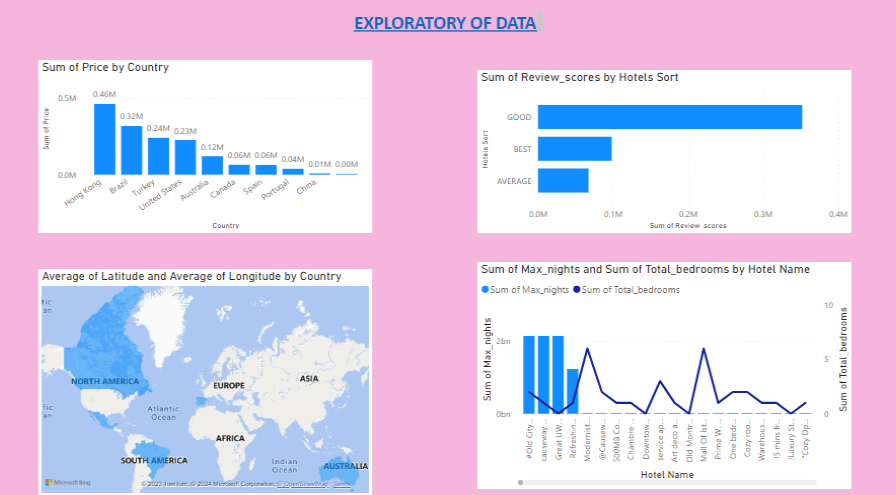 EXPLORATORY OF DATA
Sum of Price by Country
Sum of Price
0.5M
0.0M
0.46M
0.32M
0.24M
0.23M
0.12M
0.06M
0.06M
0.04M
0.01M
0.00M
Hong Kong
Brazil
Turkey
United States
Australia
Canada
Spain
Portugal
China
Country
Sum of Review_scores by Hotels Sort
Hotels Sort
GOOD
BEST
AVERAGE
0.0M
0.1M
0.2M
0.3M
0.4M
Sum of Review_scores
Average of Latitude and Average of Longitude by Country
NORTH AMERICA
EUROPE
ASIA
Atlantic
Ocean
AFRICA
SOUTH AMERICA
Indian
Ocean
AUSTRALIA
Microsoft Bing
© 2023 TomTom, © 2024 Microsoft Corporation, © OpenStreetMap Terms
Sum of Max_nights and Sum of Total_bedrooms by Hotel Name
Sum of Max_nights Sum of Total_bedrooms
Sum of Max_nights
2bn
0bn
10
5
0
Sum of Total_bedrooms
#Old City...
causeway ...
Great UW...
Refreshin...
Modernist...
@Causew...
500MB Co...
Chambre ...
Downtow...
service ap...
Art deco a...
Old Montr...
Mall Of Ist...
Prime W...
One bedr...
Cozy roo...
Warehous...
15 mins fr...
Luxury St...
"Cozy Op...
Hotel Name